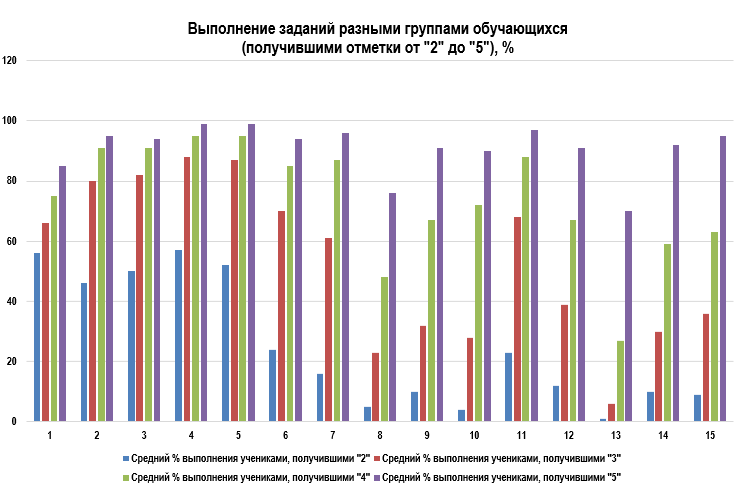 Выполнение заданий разными группами обучающихся
(получившими отметки от "2" до "5"), %
120
100
80
60
40
20
0
1 2 3 4 5 6 7 8 9 10 11 12 13 14 15
Средний % выполнения учениками, получившими "2" Средний % выполнения учениками, получившими "3"
Средний % выполнения учениками, получившими "4" Средний % выполнения учениками, получившими "5"